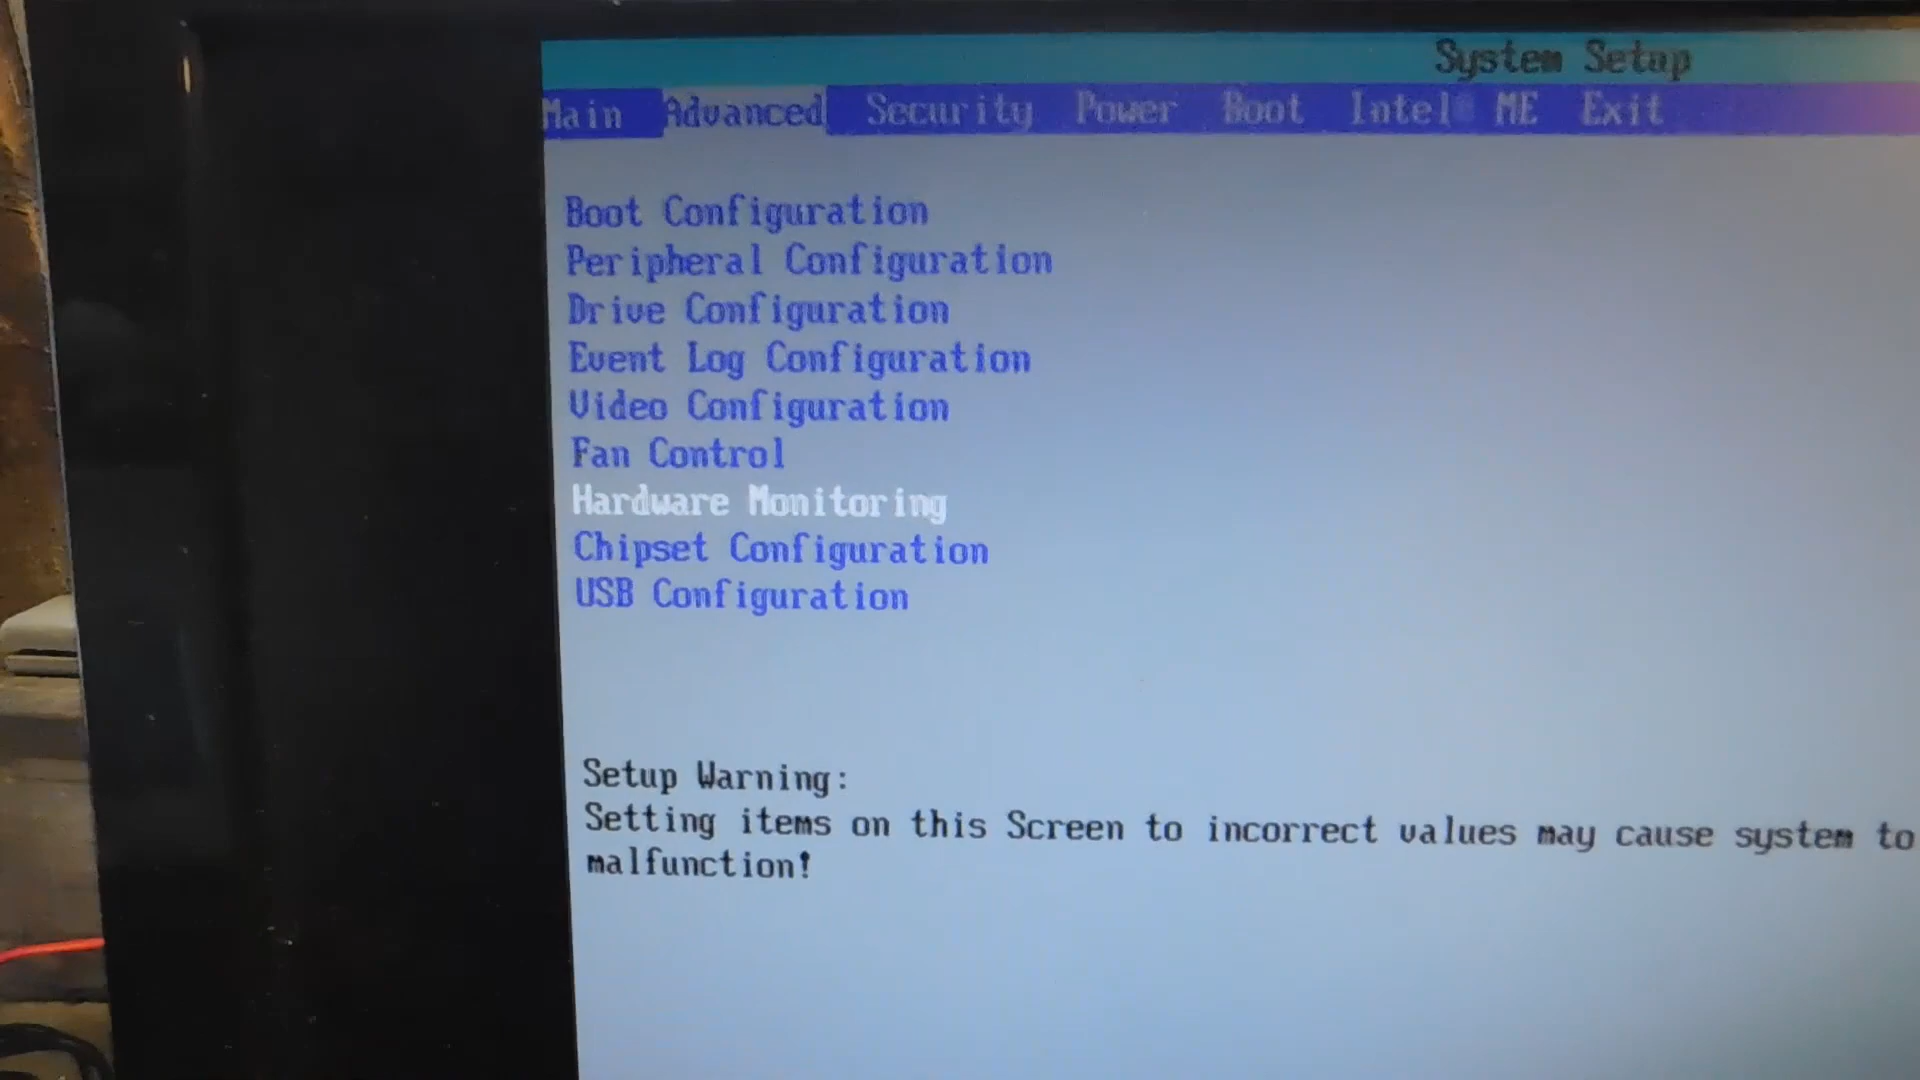 System Setup
Main Advanced Security Power Boot Intel® ME Exit
Boot Configuration
Peripheral Configuration
Drive Configuration
Event Log Configuration
Video Configuration
Fan Control
Hardware Monitoring
Chipset Configuration
USB Configuration
Setup Warning:
Setting items on this Screen to incorrect values may cause system to
malfunction!